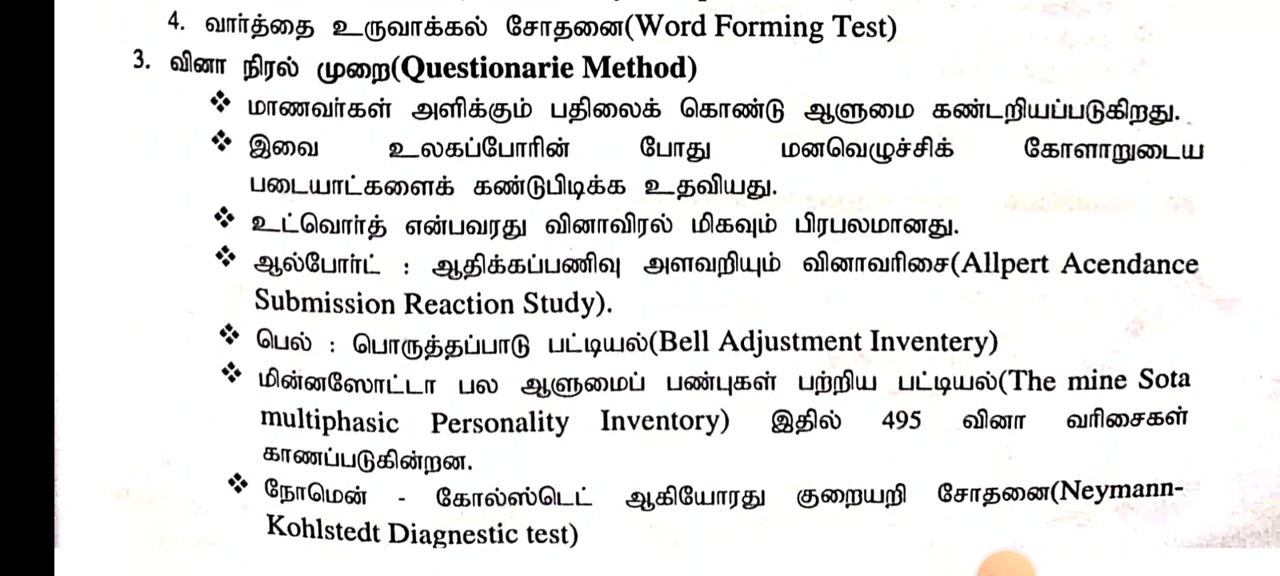 4. வார்த்தை உருவாக்கல் சோதனை(Word Forming Test)
3. வினா நிரல் முறை(Questionarie Method)
❖ மாணவர்கள் அளிக்கும் பதிலைக் கொண்டு ஆளுமை கண்டறியப்படுகிறது.
❖ இவை உலகப்போரின் போது மனவெழுச்சிக் கோளாறுடைய
படையாட்களைக் கண்டுபிடிக்க உதவியது.
❖ உட்வொர்த் என்பவரது வினாவிரல் மிகவும் பிரபலமானது.
❖ ஆல்போர்ட் : ஆதிக்கப்பணிவு அளவறியும் வினாவரிசை(Allpert Acendance
Submission Reaction Study).
❖ பெல் : பொருத்தப்பாடு பட்டியல்(Bell Adjustment Inventery)
❖ மின்னஸோட்டா பல ஆளுமைப் பண்புகள் பற்றிய பட்டியல்(The mine Sota
multiphasic Personality Inventory) இதில் 495 வினா வரிசைகள்
காணப்படுகின்றன.
❖ நோமென் - கோல்ஸ்டெட் ஆகியோரது குறையறி சோதனை(Neymann-
Kohlstedt Diagnostic test)